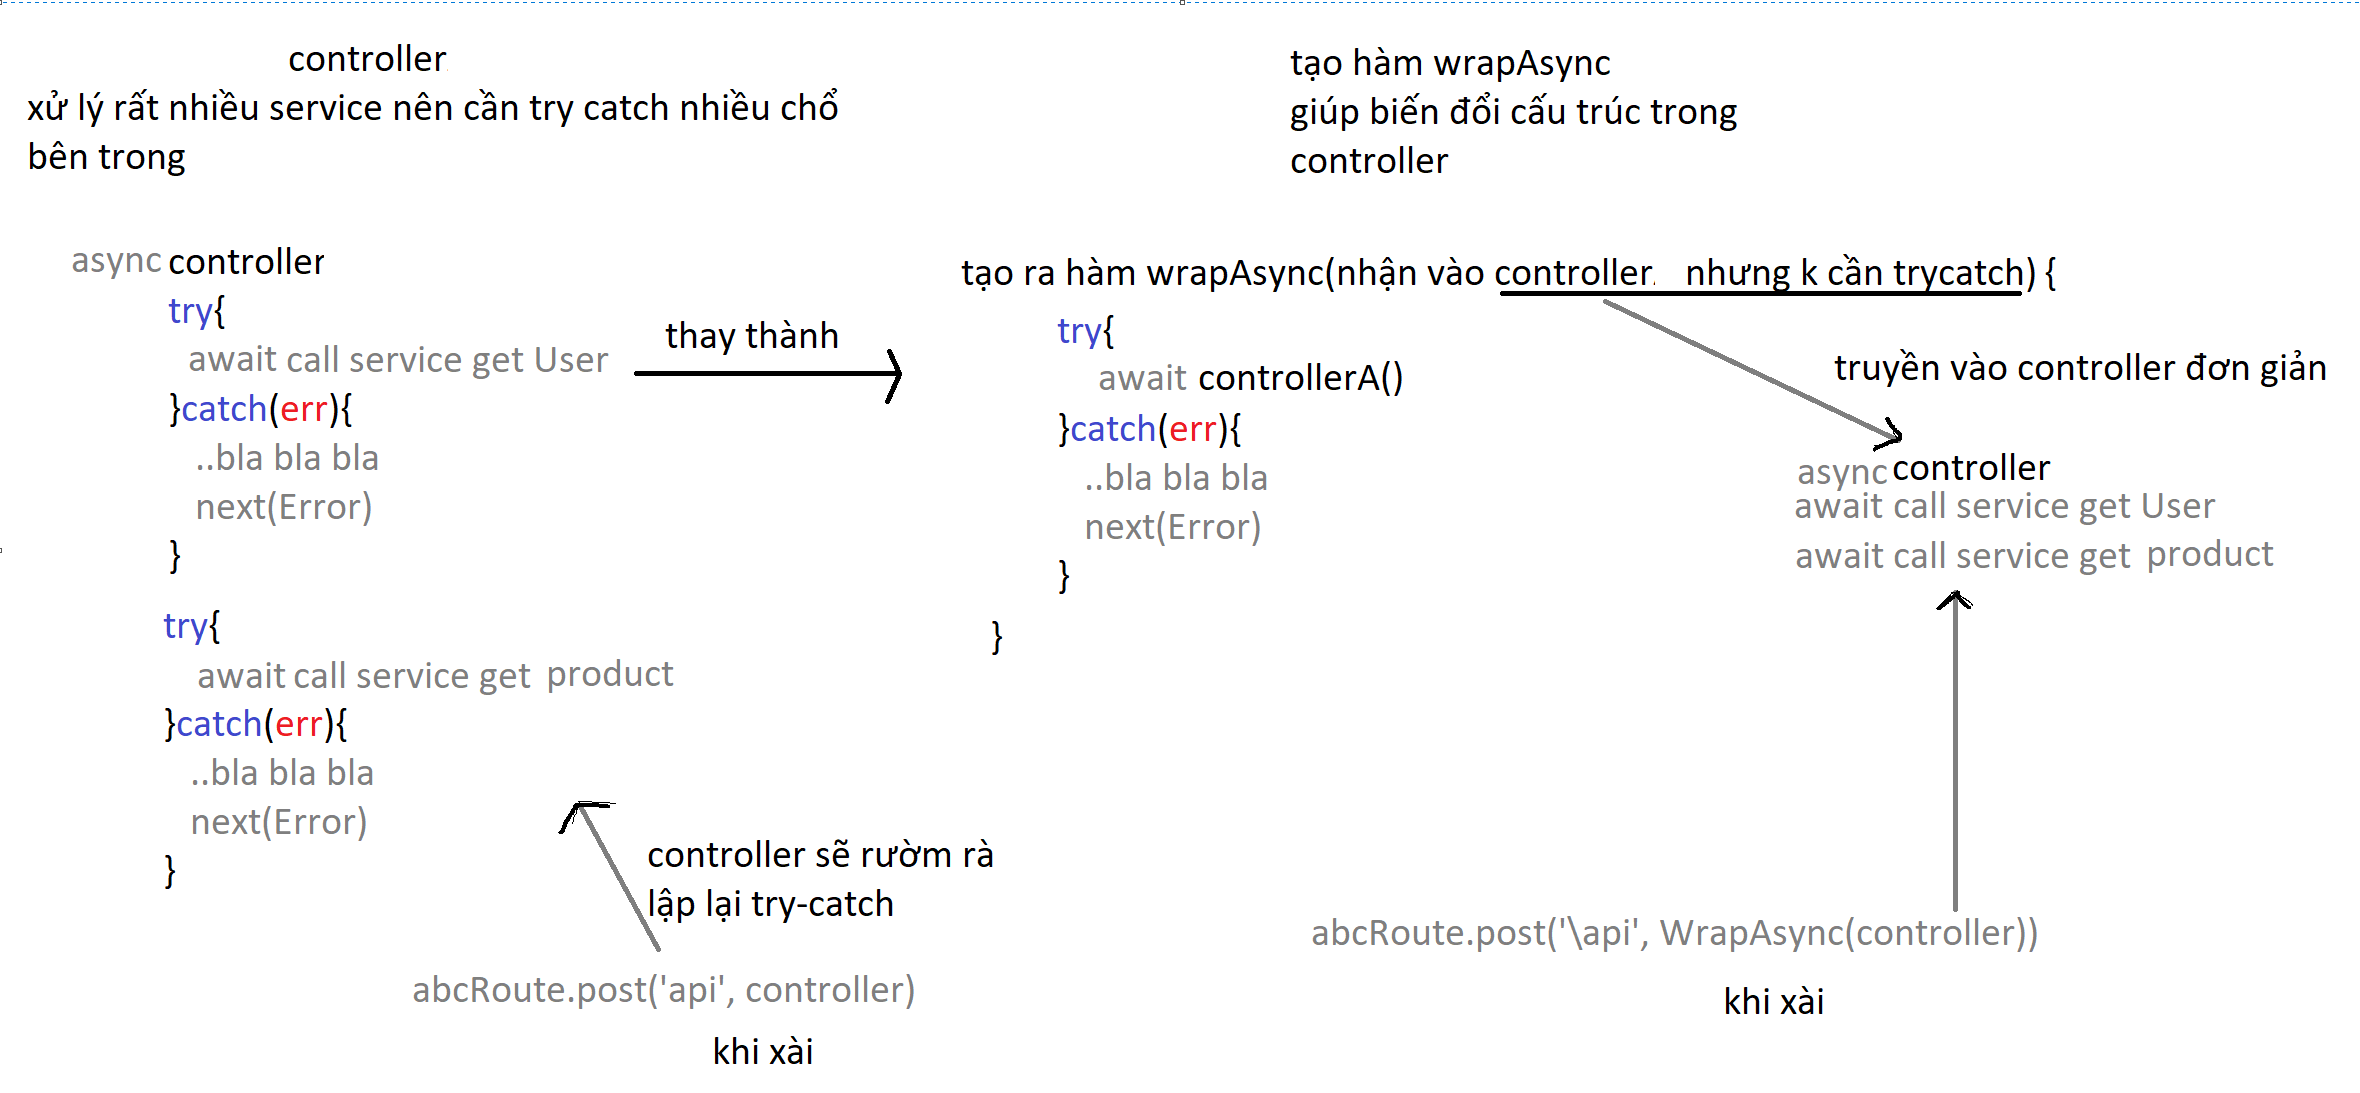 controller
xử lý rất nhiều service nên cần try catch nhiều chổ
bên trong
async controller
try{
await call service get User
}catch(err){
..bla bla bla
next(Error)
}
try{
await call service get product
}catch(err){
..bla bla bla
next(Error)
}
controller sẽ rườm rà
lập lại try-catch
abcRoute.post('api', controller)
khi xài
thay thành
tạo hàm wrapAsync
giúp biến đổi cấu trúc trong
controller
tạo ra hàm wrapAsync(nhận vào controller nhưng k cần trycatch) {
try{
await controllerA()
}catch(err){
..bla bla bla
next(Error)
}
}
truyền vào controller đơn giản
async controller
await call service get User
await call service get product
abcRoute.post('\api', WrapAsync(controller))
khi xài